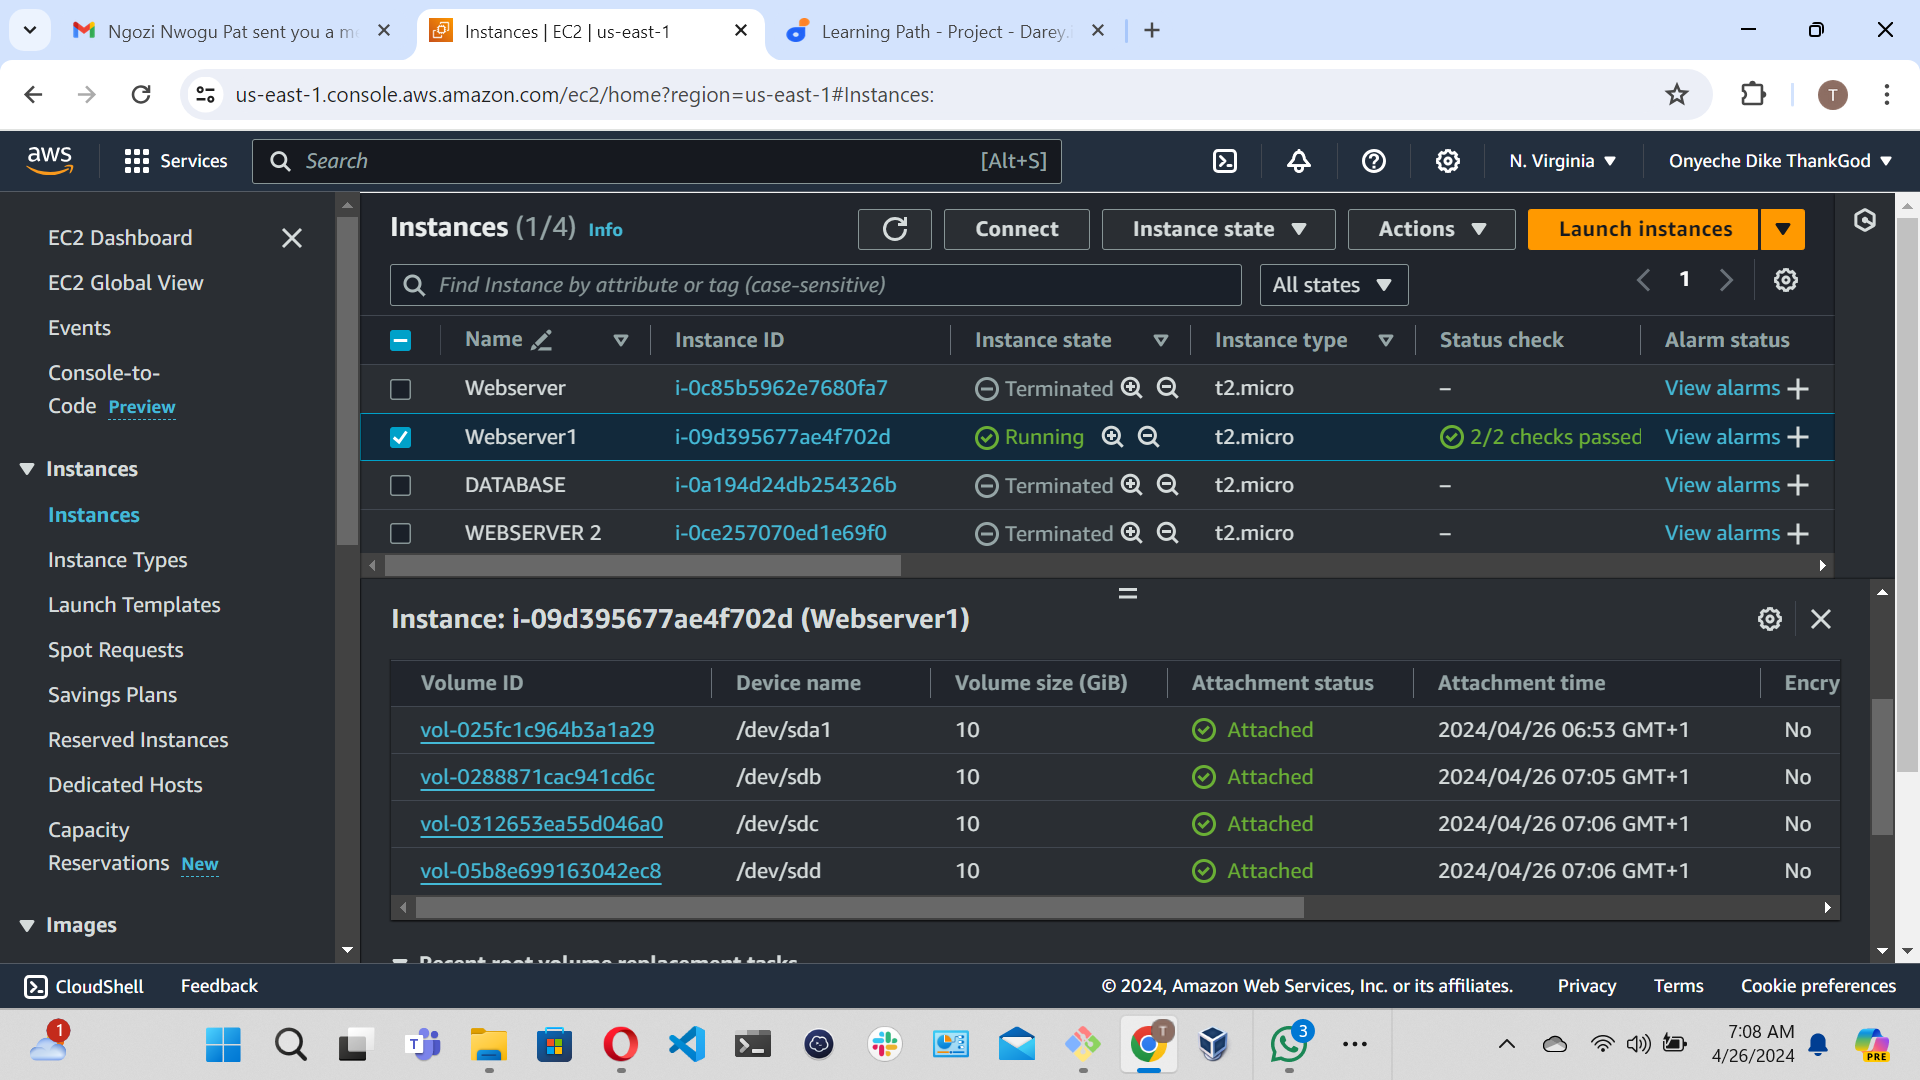 Ngozi Nwogu Pat sent you a me
Instances | EC2 | us-east-1
Learning Path - Project - Darey.i
us-east-1.console.aws.amazon.com/ec2/home?region=us-east-1#Instances:
T
aws
Services
Search
[Alt+S]
N. Virginia
Onyeche Dike ThankGod
EC2 Dashboard
EC2 Global View
Events
Console-to-
Code Preview
Instances
Instances
Instance Types
Launch Templates
Spot Requests
Savings Plans
Reserved Instances
Dedicated Hosts
Capacity
Reservations New
Images
Instances (1/4) Info
Connect
Instance state
Actions
Launch instances
Find Instance by attribute or tag (case-sensitive)
All states
1
Name Instance ID Instance state Instance type Status check Alarm status
Webserver i-0c85b5962e7680fa7 Terminated t2.micro – View alarms
Webserver1 i-09d395677ae4f702d Running t2.micro 2/2 checks passed View alarms
DATABASE i-0a194d24db254326b Terminated t2.micro – View alarms
WEBSERVER 2 i-0ce257070ed1e69f0 Terminated t2.micro – View alarms
Instance: i-09d395677ae4f702d (Webserver1)
Volume ID Device name Volume size (GiB) Attachment status Attachment time Encry
vol-025fc1c964b3a1a29 /dev/sda1 10 Attached 2024/04/26 06:53 GMT+1 No
vol-0288871cac941cd6c /dev/sdb 10 Attached 2024/04/26 07:05 GMT+1 No
vol-0312653ea55d046a0 /dev/sdc 10 Attached 2024/04/26 07:06 GMT+1 No
vol-05b8e699163042ec8 /dev/sdd 10 Attached 2024/04/26 07:06 GMT+1 No
Recent root volume replacement tasks
CloudShell
Feedback
© 2024, Amazon Web Services, Inc. or its affiliates.
Privacy
Terms
Cookie preferences
1
T
T
3
7:08 AM
4/26/2024
PRE